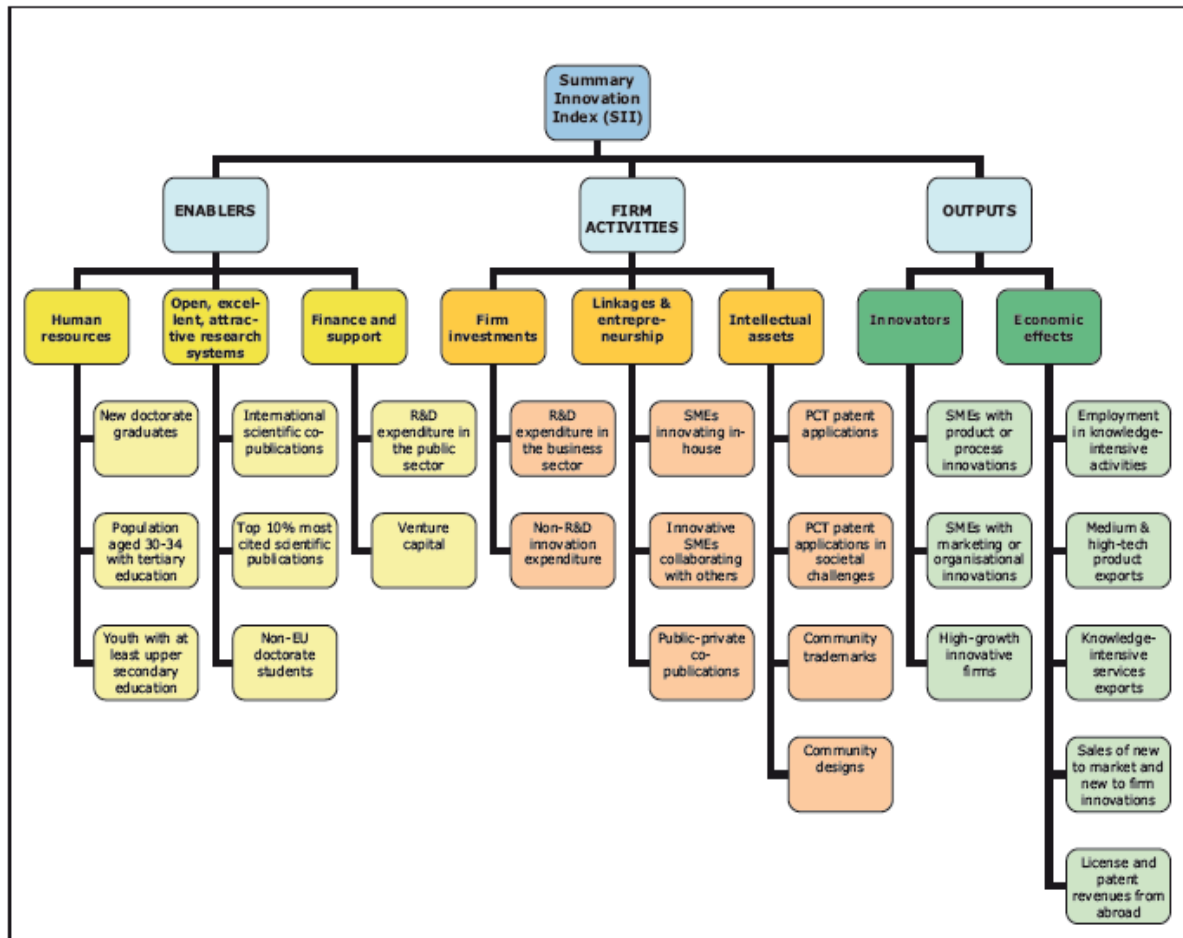 Summary
Innovation
Index (SII)
ENABLERS
FIRM
ACTIVITIES
OUTPUTS
Human
resources
Open, excel-
lent, attrac-
tive research
systems
Finance and
support
Firm
investments
Linkages &
entrepre-
neurship
Intellectual
assets
Innovators
Economic
effects
New doctorate
graduates
International
scientific co-
publications
R&D
expenditure in
the public
sector
R&D
expenditure in
the business
sector
SMEs
innovating in-
house
PCT patent
applications
SMEs with
product or
process
innovations
Employment
in knowledge-
intensive
activities
Population
aged 30-34
with tertiary
education
Top 10% most
cited scientific
publications
Venture
capital
Non-R&D
innovation
expenditure
Innovative
SMEs
collaborating
with others
PCT patent
applications in
societal
challenges
SMEs with
marketing or
organisational
innovations
Medium &
high-tech
product
exports
Youth with at
least upper
secondary
education
Non-EU
doctorate
students
Public-private
co-
publications
Community
trademarks
High-growth
innovative
firms
Knowledge-
intensive
services
exports
Community
designs
Sales of new
to market and
new to firm
innovations
License and
patent
revenues from
abroad